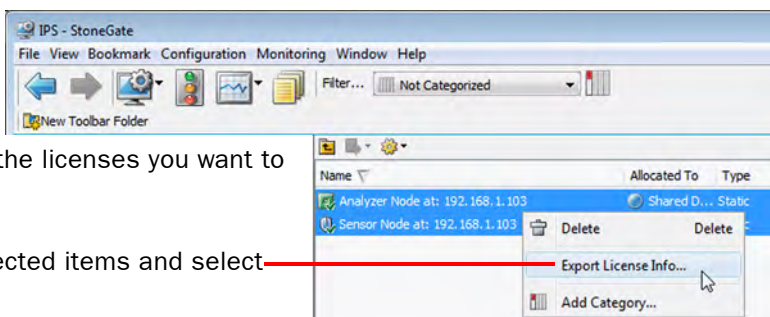 IPS - StoneGate
File View Bookmark Configuration Monitoring Window Help
Filter... Not Categorized
New Toolbar Folder
the licenses you want to
Name Allocated To Type
Analyzer Node at: 192.168.1.103 Shared D... Static
Sensor Node at: 192.168.1.103
Delete Delete
ected items and select
Export License Info...
Add Category...